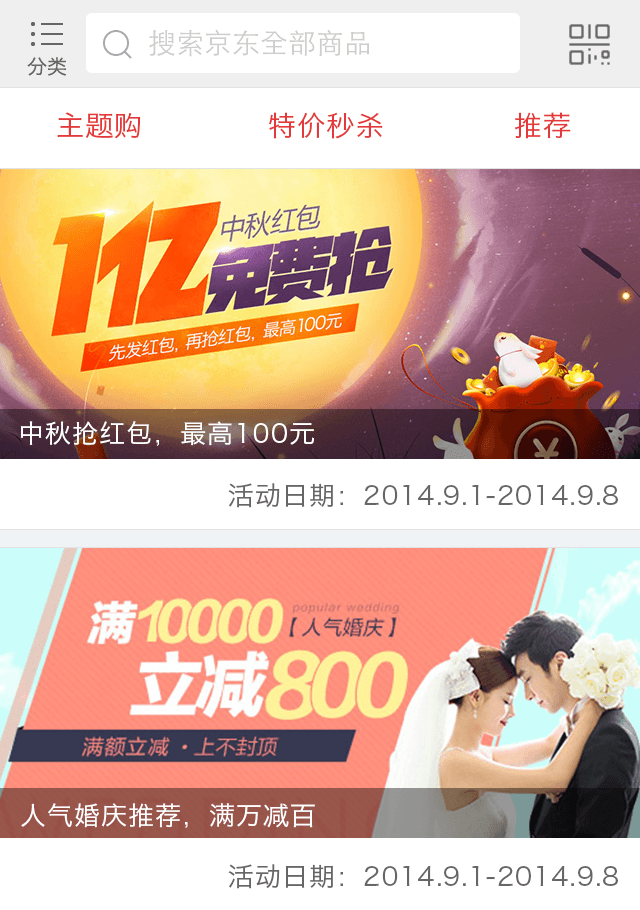 分类
搜索京东全部商品
主题购
特价秒杀
推荐
11亿
中秋红包
免费抢
先发红包, 再抢红包, 最高100元
¥
中秋抢红包，最高100元
活动日期：2014.9.1-2014.9.8
popular wedding
满10000【人气婚庆】
立减800
满额立减·上不封顶
人气婚庆推荐，满万减百
活动日期：2014.9.1-2014.9.8